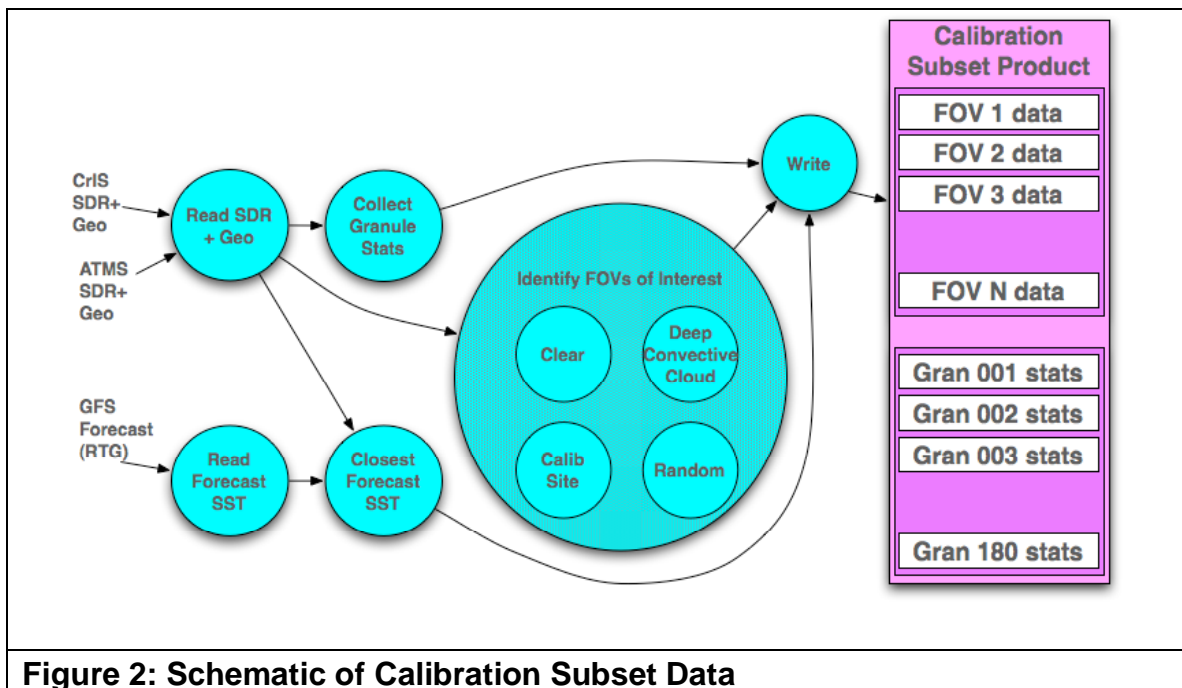 CrIS
SDR+
Geo
ATMS
SDR+
Geo
GFS
Forecast
(RTG)
Read SDR
+ Geo
Collect
Granule
Stats
Read
Forecast
SST
Closest
Forecast
SST
Identify FOVs of Interest
Clear
Deep
Convective
Cloud
Calib
Site
Random
Write
Calibration
Subset Product
FOV 1 data
FOV 2 data
FOV 3 data
FOV N data
Gran 001 stats
Gran 002 stats
Gran 003 stats
Gran 180 stats
Figure 2: Schematic of Calibration Subset Data